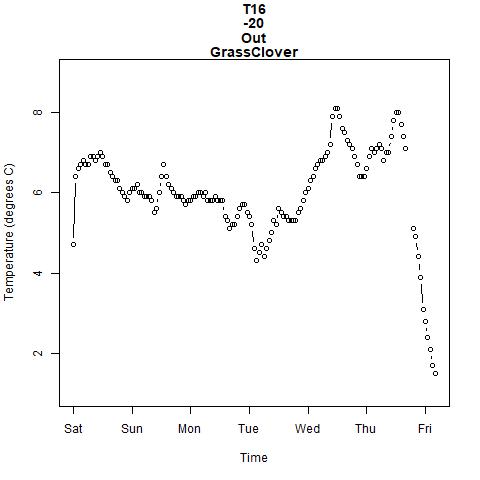 T16
-20
Out
GrassClover
Temperature (degrees C)
8
6
4
2
Sat Sun Mon Tue Wed Thu Fri
Time